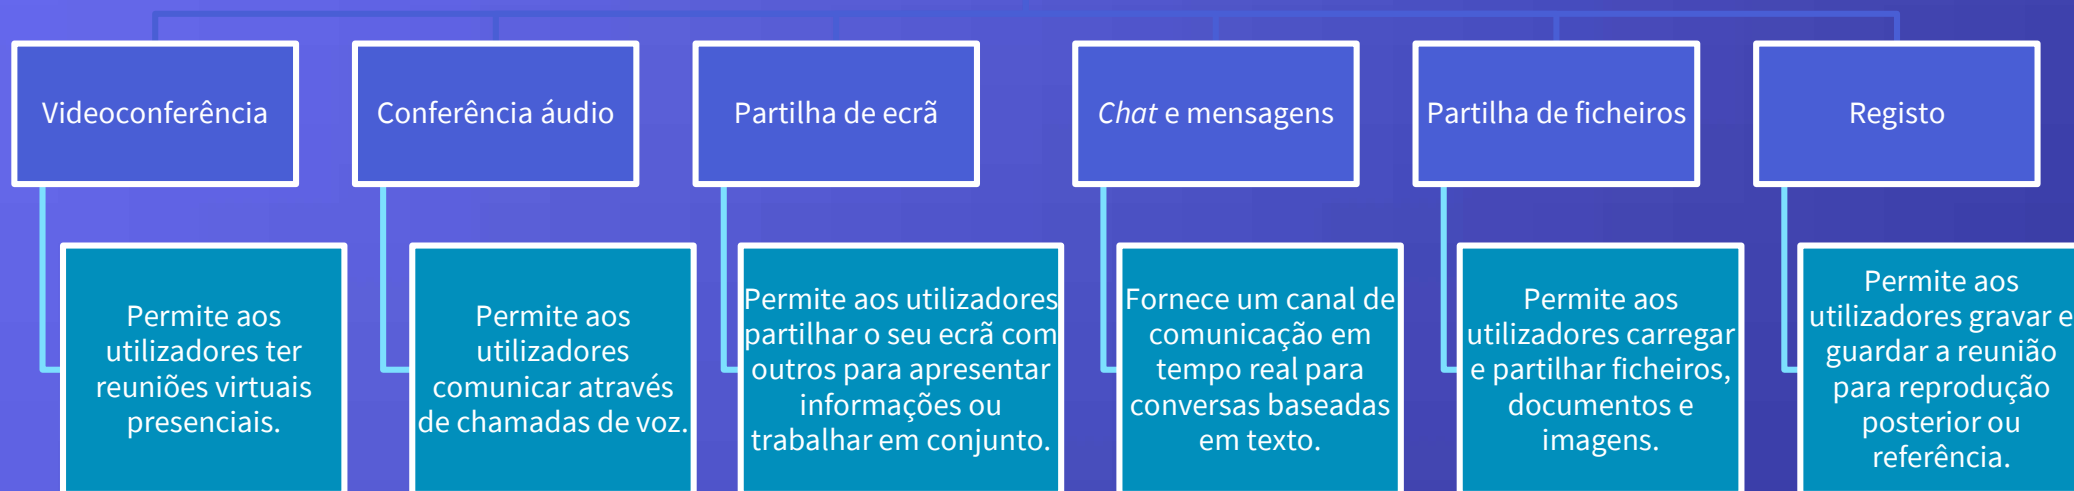 Videoconferência
Conferência áudio
Partilha de ecrã
Chat e mensagens
Partilha de ficheiros
Registo
Permite aos
utilizadores ter
reuniões virtuais
presenciais.
Permite aos
utilizadores
comunicar através
de chamadas de voz.
Permite aos utilizadores
partilhar o seu ecrã com
outros para apresentar
informações ou
trabalhar em conjunto.
Fornece um canal de
comunicação em
tempo real para
conversas baseadas
em texto.
Permite aos
utilizadores carregar
e partilhar ficheiros,
documentos e
imagens.
Permite aos
utilizadores gravar e
guardar a reunião
para reprodução
posterior ou
referência.